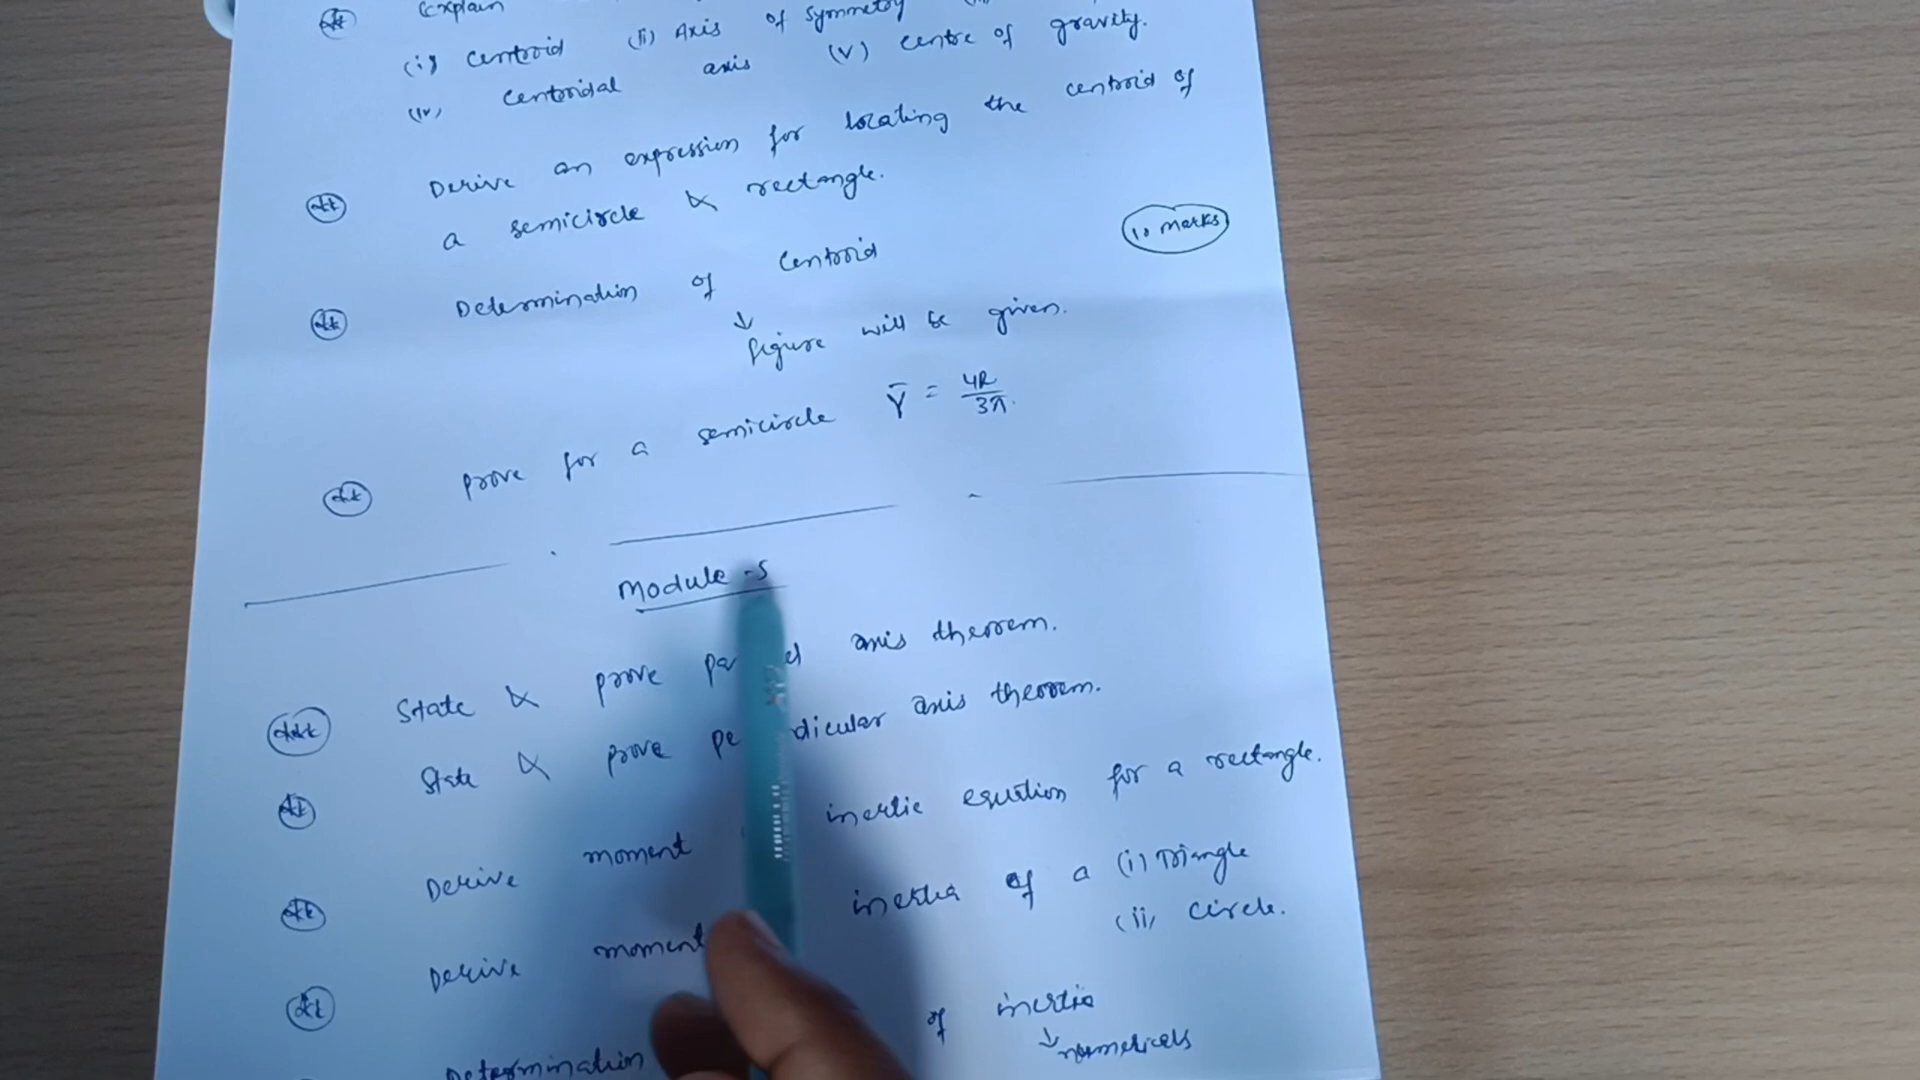 Explain
(i) Centroid (ii) Axis of symmetry
(iv) Centroidal axis (v) centre of gravity.
Derive an expression for locating the centroid of
a semicircle & rectangle.
10 marks
Determination of Centroid
↓
figure will be given.
Prove for a semicircle Ȳ = 4R/3π.
Module -5
State & prove axis theorem.
State & prove axis theorem.
Derive moment inertia equation for a rectangle.
Derive moment inertia of a (i) Triangle
(ii) Circle.
Determination of inertia
↓ numericals